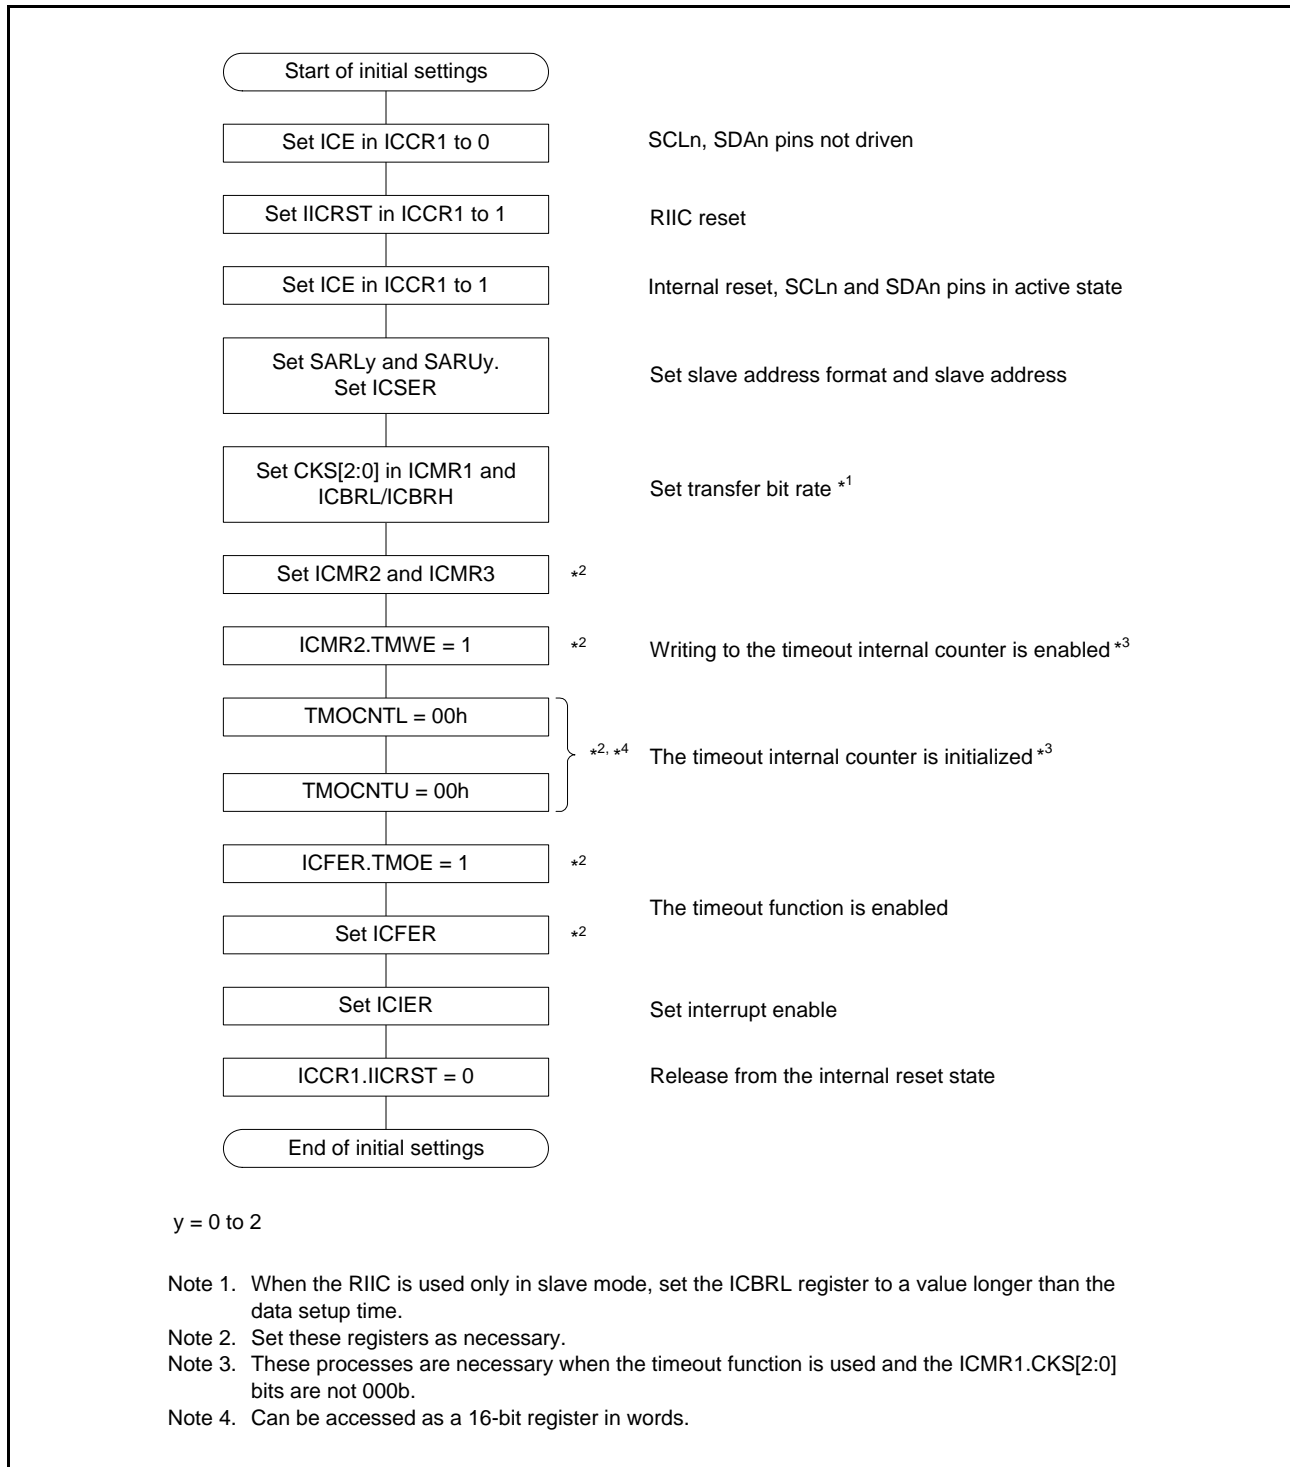 Start of initial settings
Set ICE in ICCR1 to 0
SCLn, SDAn pins not driven
Set IICRST in ICCR1 to 1
RIIC reset
Set ICE in ICCR1 to 1
Internal reset, SCLn and SDAn pins in active state
Set SARLy and SARUy.
Set ICSER
Set slave address format and slave address
Set CKS[2:0] in ICMR1 and
ICBRL/ICBRH
Set transfer bit rate *1
Set ICMR2 and ICMR3 *2
ICMR2.TMWE = 1 *2
Writing to the timeout internal counter is enabled *3
TMOCNTL = 00h
*2, *4
The timeout internal counter is initialized *3
TMOCNTU = 00h
ICFER.TMOE = 1 *2
The timeout function is enabled
Set ICFER *2
Set ICIER
Set interrupt enable
ICCR1.IICRST = 0
Release from the internal reset state
End of initial settings
y = 0 to 2
Note 1. When the RIIC is used only in slave mode, set the ICBRL register to a value longer than the
data setup time.
Note 2. Set these registers as necessary.
Note 3. These processes are necessary when the timeout function is used and the ICMR1.CKS[2:0]
bits are not 000b.
Note 4. Can be accessed as a 16-bit register in words.